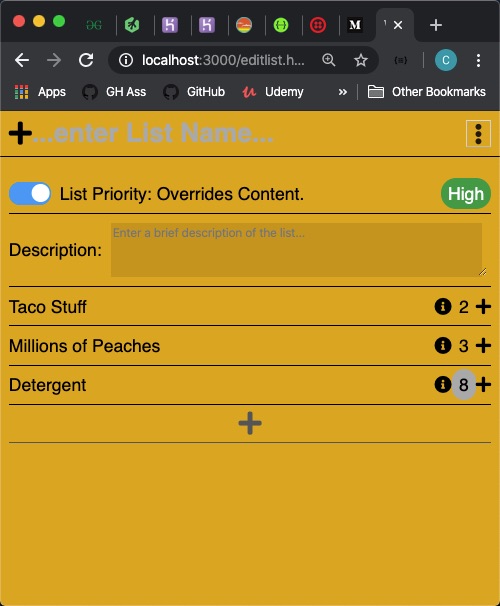 localhost:3000/editlist.h...
C
Apps GH Ass GitHub Udemy » Other Bookmarks
...enter List Name...
List Priority: Overrides Content. High
Description: Enter a brief description of the list...
Taco Stuff 2
Millions of Peaches 3
Detergent 8